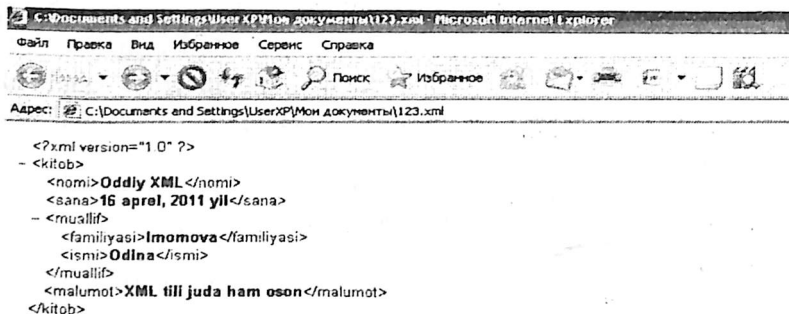 C:\Documents and Settings\UserXP\Мои документы\123.xml - Microsoft Internet Explorer
Файл Правка Вид Избранное Сервис Справка
Поиск Избранное
Адрес: C:\Documents and Settings\UserXP\Мои документы\123.xml
<?xml version="1.0" ?>
- <kitob>
<nomi>Oddiy XML</nomi>
<sana>16 aprel, 2011 yil</sana>
- <muallif>
<familiyasi>Imomova</familiyasi>
<ismi>Odina</ismi>
</muallif>
<malumot>XML tili juda ham oson</malumot>
</kitob>